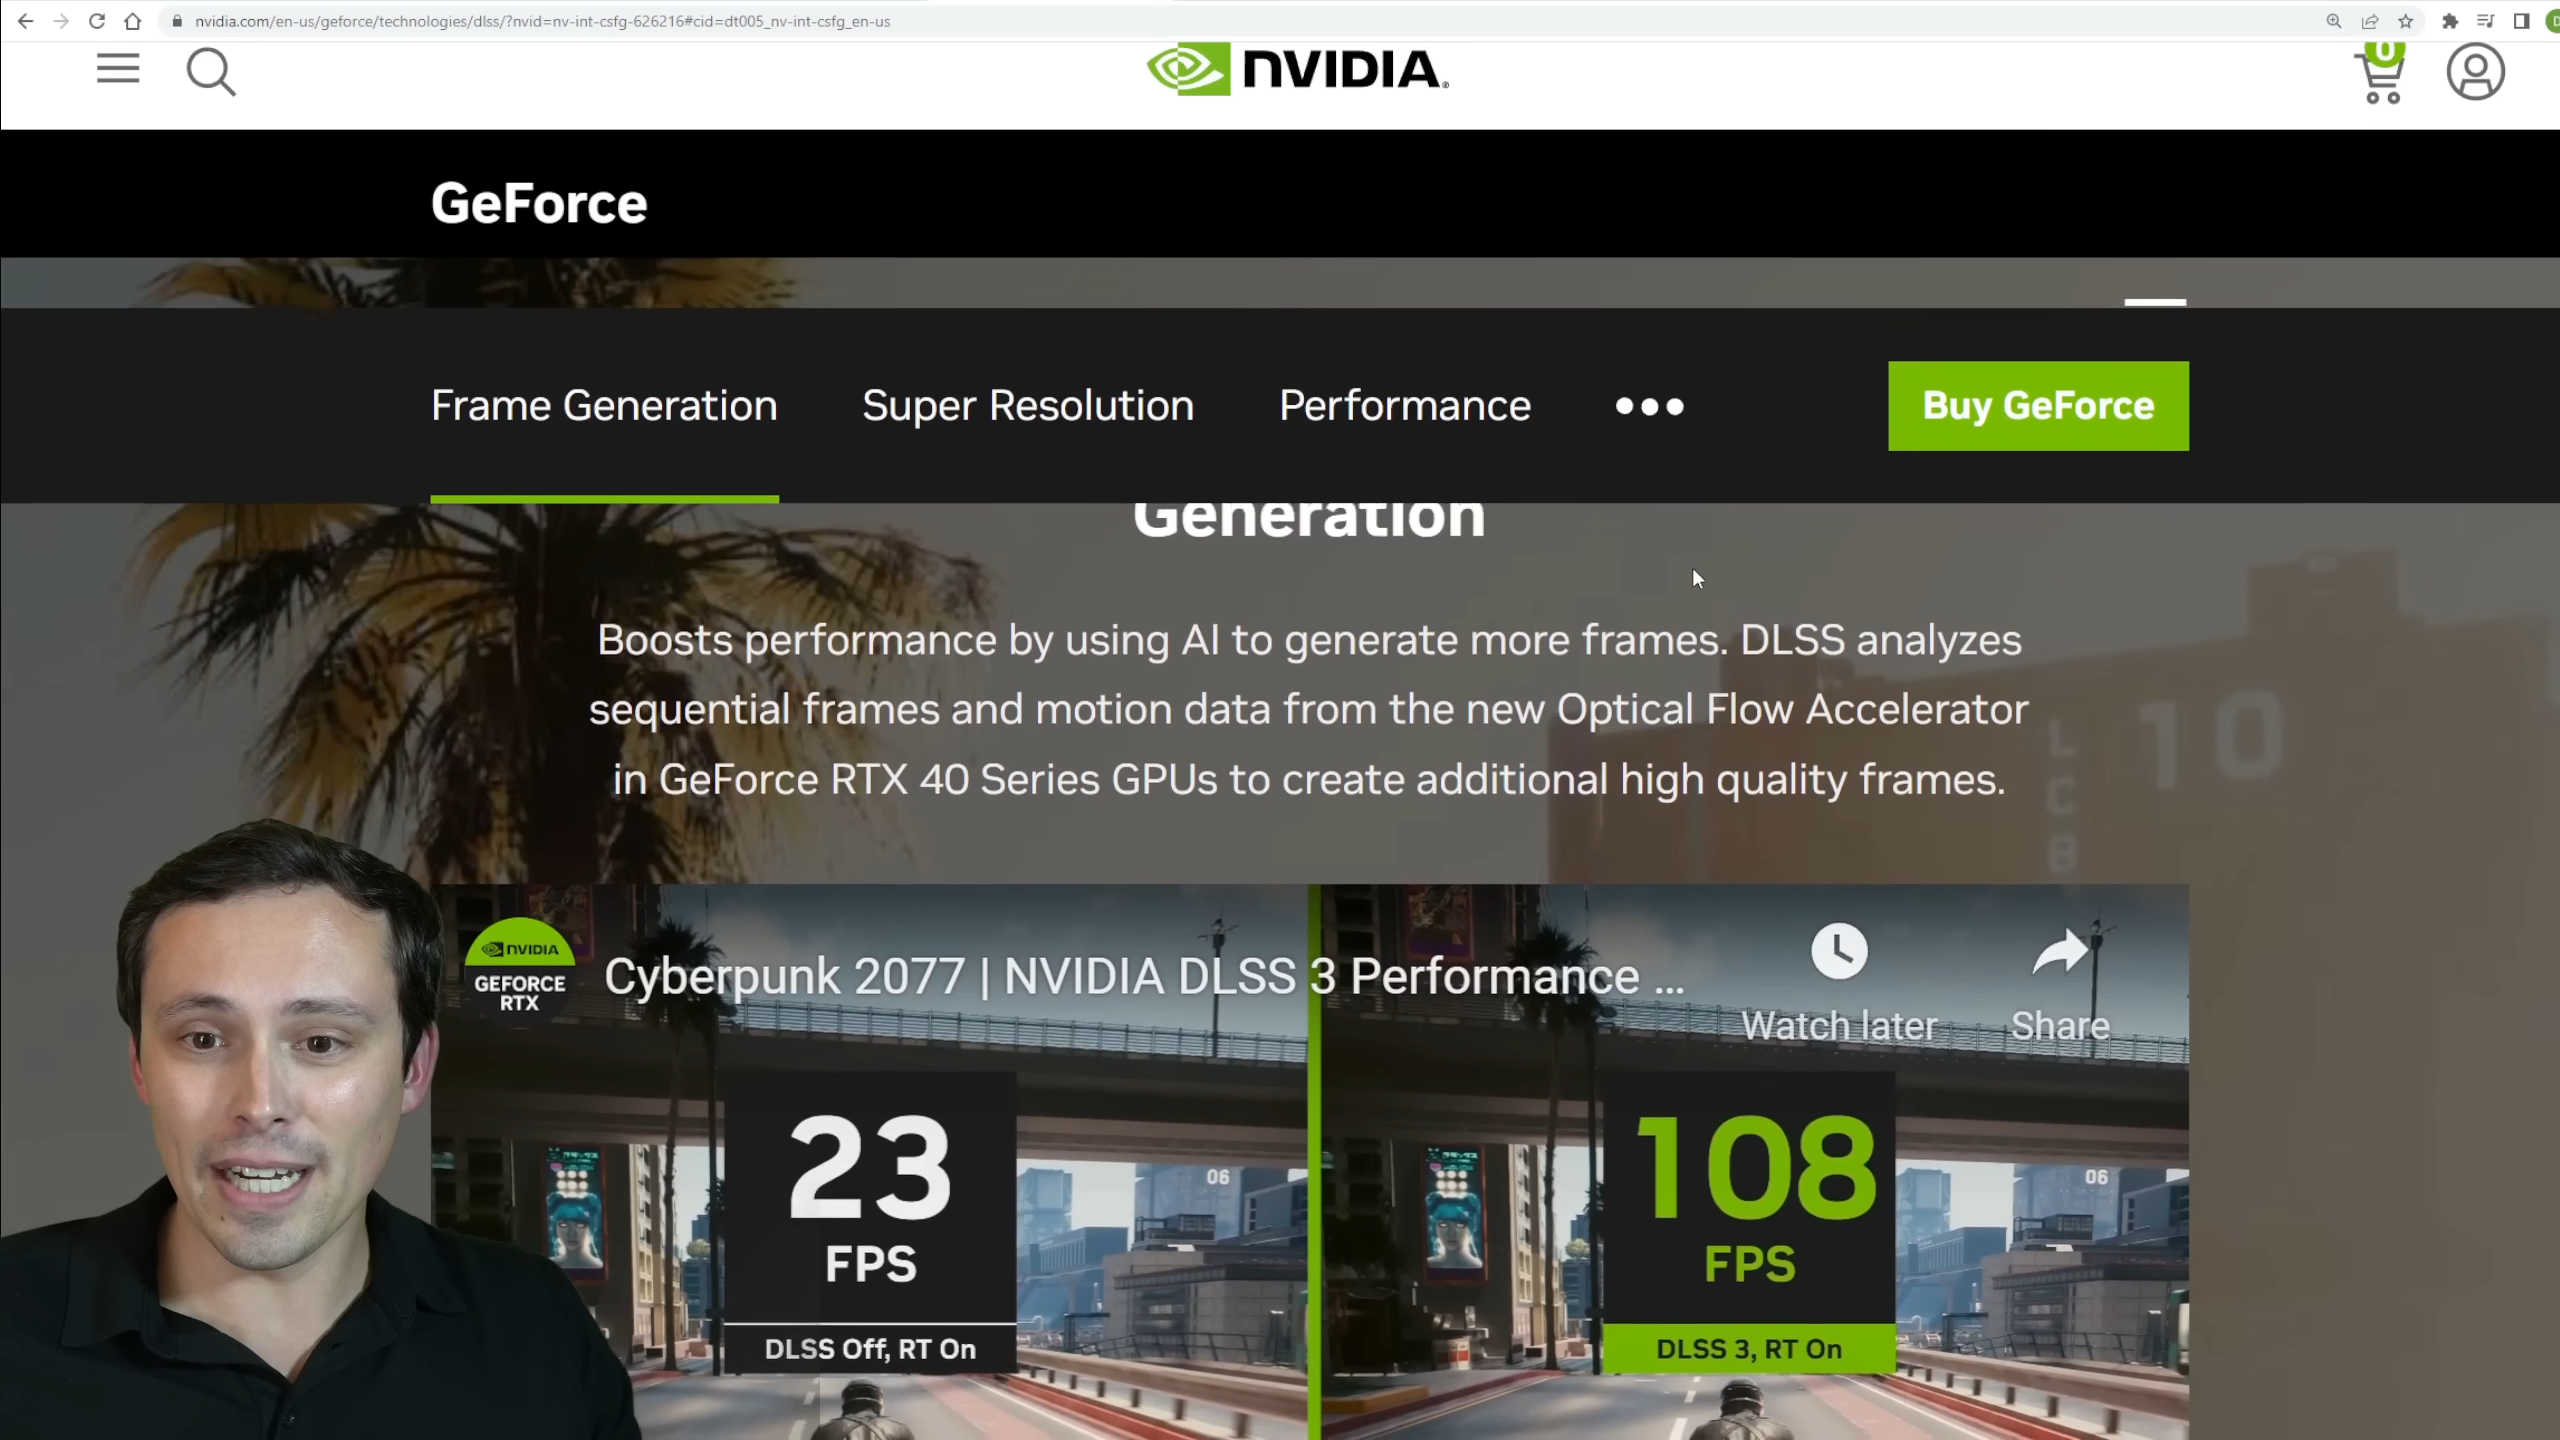 nvidia.com/en-us/geforce/technologies/dlss/?nvid=nv-int-csfg-626216#cid=dt005_nv-int-csfg_en-us
nVIDIA.
0
GeForce
Frame Generation
Super Resolution
Performance
Buy GeForce
Generation
Boosts performance by using AI to generate more frames. DLSS analyzes
sequential frames and motion data from the new Optical Flow Accelerator
in GeForce RTX 40 Series GPUs to create additional high quality frames.
10
LCB
NVIDIA
GEFORCE
RTX
Cyberpunk 2077 | NVIDIA DLSS 3 Performance ...
Watch later
Share
23
FPS
DLSS Off, RT On
06
108
FPS
DLSS 3, RT On
06